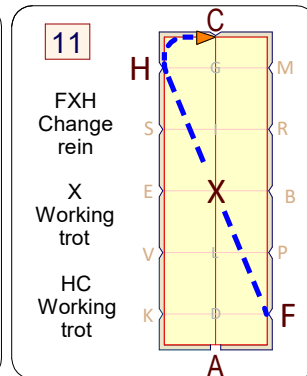 11
FXH
Change
rein
X
Working
trot
HC
Working
trot
C
H G M
S I R
E X B
V L P
K D F
A